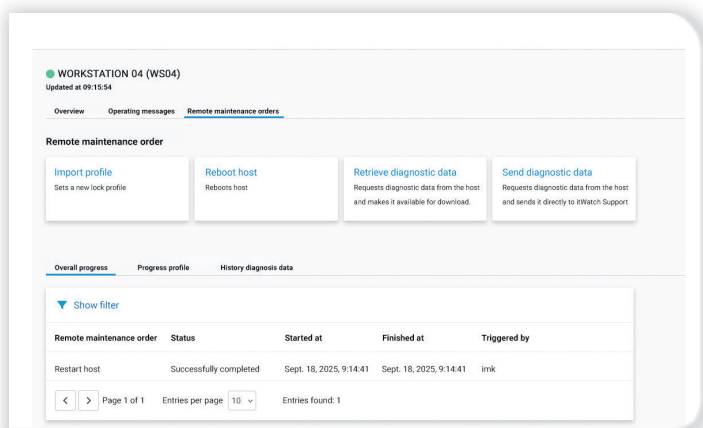 WORKSTATION 04 (WS04)
Updated at 09:15:54
Overview Operating messages Remote maintenance orders
Remote maintenance order
Import profile
Sets a new lock profile
Reboot host
Reboots host
Retrieve diagnostic data
Requests diagnostic data from the host
and makes it available for download.
Send diagnostic data
Requests diagnostic data from the host
and sends it directly to itWatch Support
Overall progress Progress profile History diagnosis data
Show filter
Remote maintenance order Status Started at Finished at Triggered by
Restart host Successfully completed Sept. 18, 2025, 9:14:41 Sept. 18, 2025, 9:14:41 imk
< > Page 1 of 1 Entries per page 10 Entries found: 1